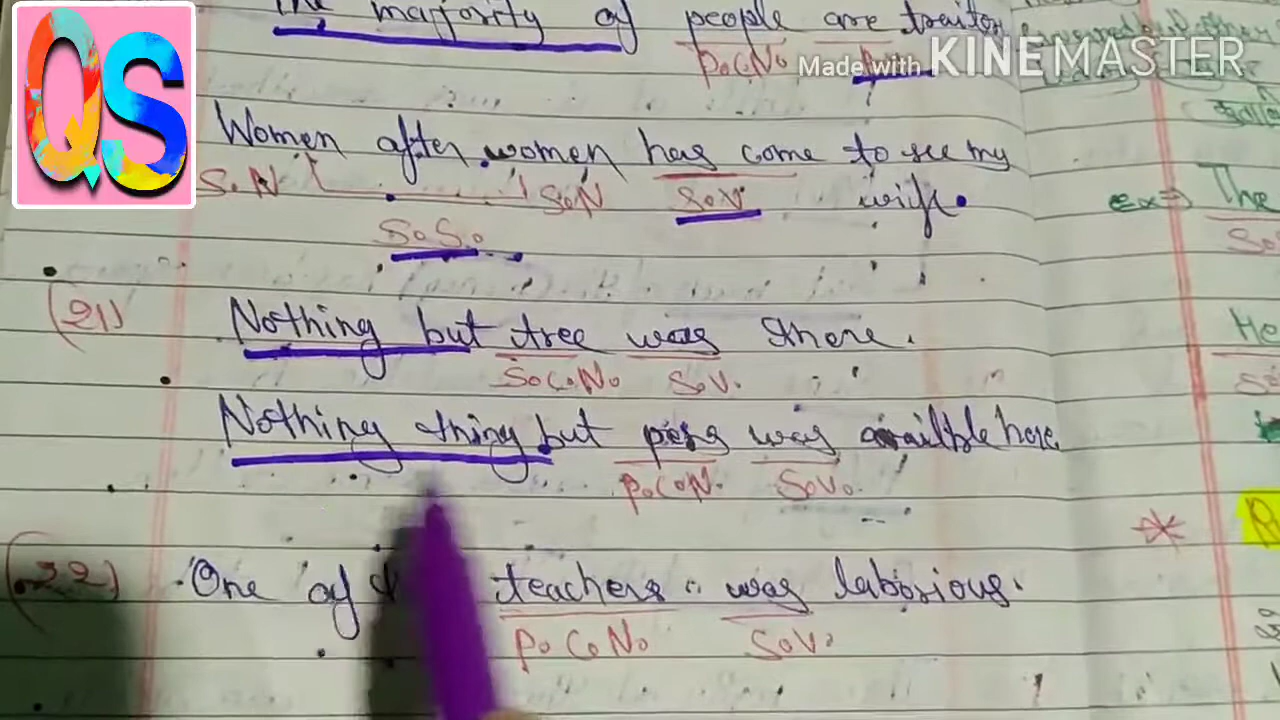 The majority of people are traitor
P.C.N.
Made with KINEMASTER
QS
Women after women has come to see my
S.N S.N S.V wife.
S.S.
Ex⇒ The
(21) Nothing but tree was there.
S.C.N. S.V.
He
Nothing thing but pens was availble here
P.C.N. S.V.
(22) One of teachers was laborious.
P.C.N. S.V.